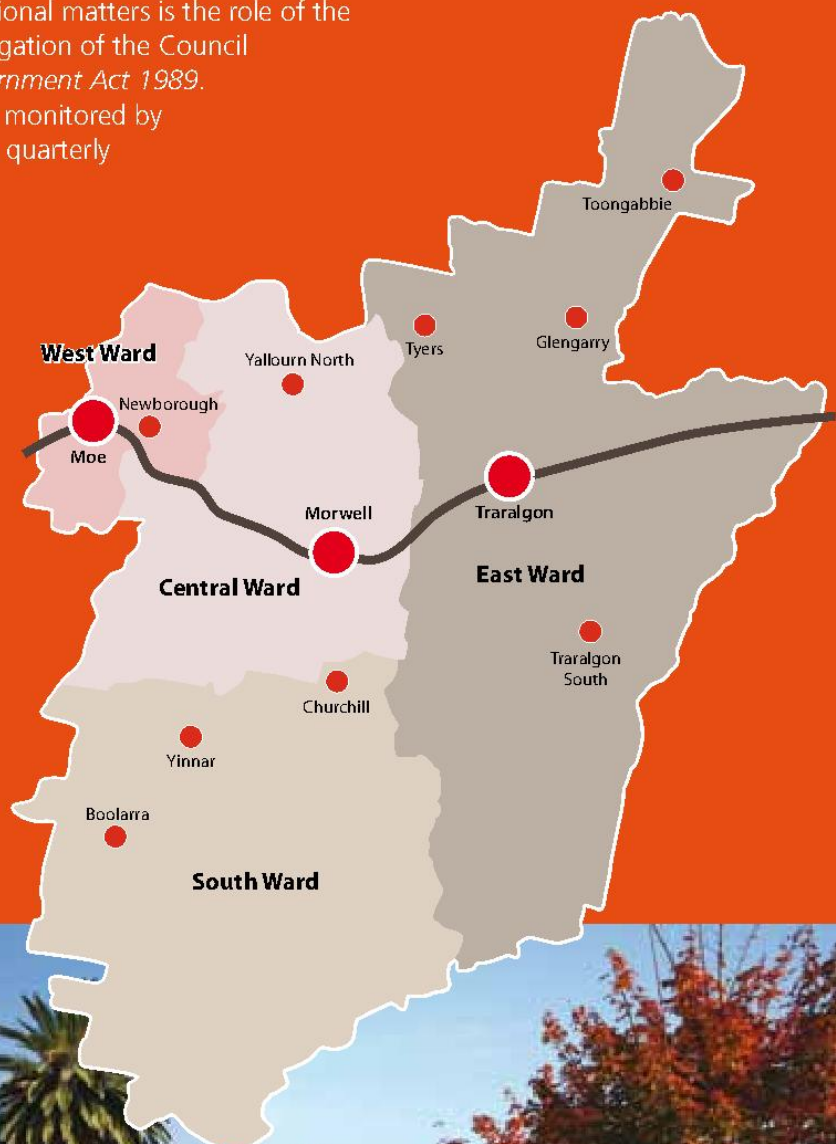 ional matters is the role of the
gation of the Council
rnment Act 1989.
monitored by
quarterly
Toongabbie
Tyers
Glengarry
West Ward
Yallourn North
Newborough
Moe
Morwell
Traralgon
Central Ward
East Ward
Traralgon
South
Churchill
Yinnar
Boolarra
South Ward